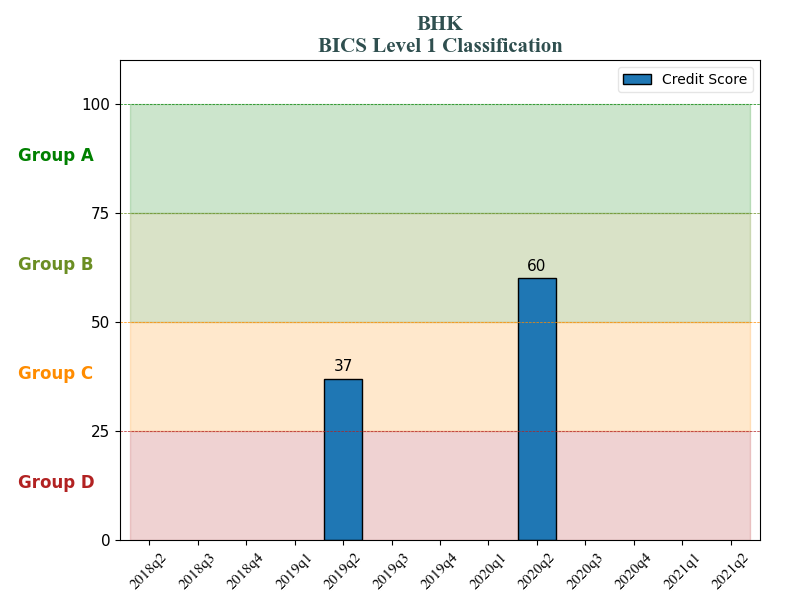 BHK
BICS Level 1 Classification
Credit Score
100
Group A
75
Group B
60
50
37
Group C
25
Group D
0
2018q2 2018q3 2018q4 2019q1 2019q2 2019q3 2019q4 2020q1 2020q2 2020q3 2020q4 2021q1 2021q2